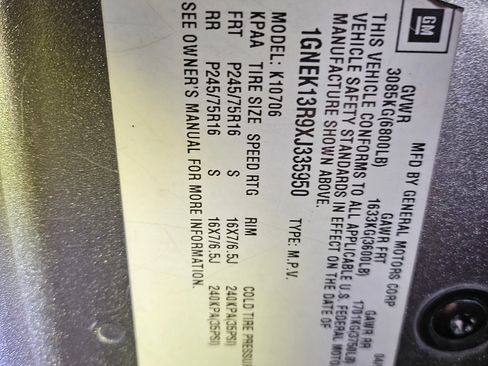 GM
MFD BY GENERAL MOTORS CORP
GVWR GAWR FRT GAWR RR
3085KG(6800LB) 1633KG(3600LB) 1701KG(3750LB)
THIS VEHICLE CONFORMS TO ALL APPLICABLE U.S. FEDERAL
VEHICLE SAFETY STANDARDS IN EFFECT ON THE DATE OF
MANUFACTURE SHOWN ABOVE.
1GNEK13R9XJ335950 TYPE: M.P.V.
MODEL: K10706
KPAA TIRE SIZE SPEED RTG RIM COLD TIRE
FRT P245/75R16 S 16X7/6.5J 240KPA(35PSI)
RR P245/75R16 S 16X7/6.5J 240KPA(35PSI)
SEE OWNER'S MANUAL FOR MORE INFORMATION.